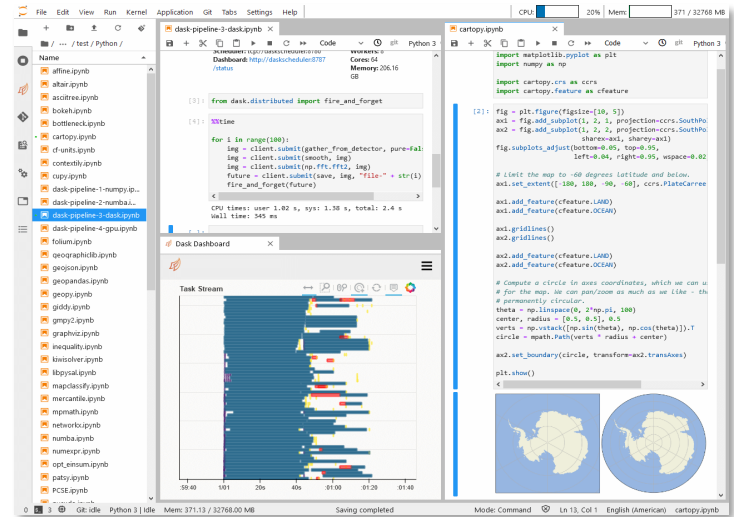 File Edit View Run Kernel Application Git Tabs Settings Help CPU: 20% Mem: 371 / 32768 MB
/ ··· / test / Python /
Name
affine.ipynb
altair.ipynb
asciitree.ipynb
bokeh.ipynb
bottleneck.ipynb
cartopy.ipynb
cf-units.ipynb
contextily.ipynb
cupy.ipynb
dask-pipeline-1-numpy.ip...
dask-pipeline-2-numba.i...
dask-pipeline-3-dask.ipynb
dask-pipeline-4-gpu.ipynb
folium.ipynb
geographiclib.ipynb
geojson.ipynb
geopandas.ipynb
geopy.ipynb
giddy.ipynb
gmpy2.ipynb
graphviz.ipynb
inequality.ipynb
kiwisolver.ipynb
libpysal.ipynb
mapclassify.ipynb
mercantile.ipynb
mpmath.ipynb
networkx.ipynb
numba.ipynb
numexpr.ipynb
opt_einsum.ipynb
patsy.ipynb
PCSE.ipynb
dask-pipeline-3-dask.ipynb
Code git Python 3
Scheduler: tcp://daskscheduler:8786
Dashboard: http://daskscheduler:8787
/status
Workers: 8
Cores: 64
Memory: 206.16
GB
[3]: from dask.distributed import fire_and_forget
[4]: %%time
for i in range(100):
img = client.submit(gather_from_detector, pure=Fal
img = client.submit(smooth, img)
img = client.submit(np.fft.fft2, img)
future = client.submit(save, img, "file-" + str(i)
fire_and_forget(future)
CPU times: user 1.02 s, sys: 1.38 s, total: 2.4 s
Wall time: 345 ms
Dask Dashboard
Task Stream
:59:40 1/01 20s 40s :01:00 :01:20 :01:40
cartopy.ipynb
Code git Python 3
import matplotlib.pyplot as plt
import numpy as np
import cartopy.crs as ccrs
import cartopy.feature as cfeature
[2]: fig = plt.figure(figsize=[10, 5])
ax1 = fig.add_subplot(1, 2, 1, projection=ccrs.SouthPo
ax2 = fig.add_subplot(1, 2, 2, projection=ccrs.SouthPo
sharex=ax1, sharey=ax1)
fig.subplots_adjust(bottom=0.05, top=0.95,
left=0.04, right=0.95, wspace=0.02
# Limit the map to -60 degrees latitude and below.
ax1.set_extent([-180, 180, -90, -60], ccrs.PlateCarree
ax1.add_feature(cfeature.LAND)
ax1.add_feature(cfeature.OCEAN)
ax1.gridlines()
ax2.gridlines()
ax2.add_feature(cfeature.LAND)
ax2.add_feature(cfeature.OCEAN)
# Compute a circle in axes coordinates, which we can u
# for the map. We can pan/zoom as much as we like - th
# permanently circular.
theta = np.linspace(0, 2*np.pi, 100)
center, radius = [0.5, 0.5], 0.5
verts = np.vstack([np.sin(theta), np.cos(theta)]).T
circle = mpath.Path(verts * radius + center)
ax2.set_boundary(circle, transform=ax2.transAxes)
plt.show()
0 3 Git: idle Python 3 | Idle Mem: 371.13 / 32768.00 MB Saving completed Mode: Command Ln 13, Col 1 English (American) cartopy.ipynb